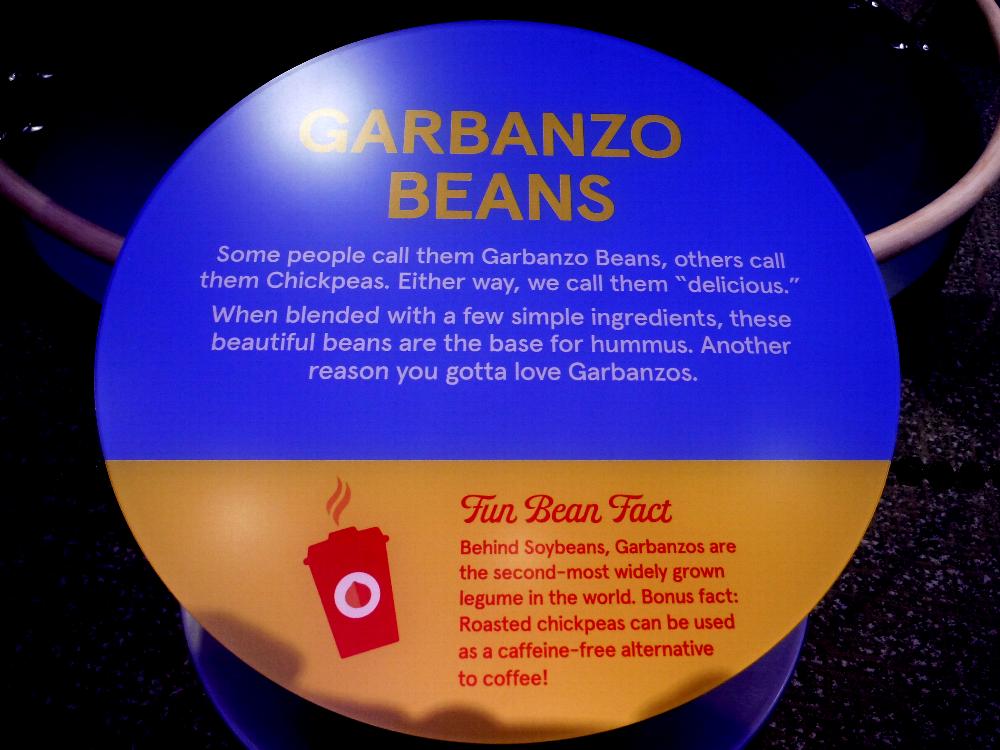 GARBANZO
BEANS
Some people call them Garbanzo Beans, others call
them Chickpeas. Either way, we call them “delicious.”
When blended with a few simple ingredients, these
beautiful beans are the base for hummus. Another
reason you gotta love Garbanzos.
Fun Bean Fact
Behind Soybeans, Garbanzos are
the second-most widely grown
legume in the world. Bonus fact:
Roasted chickpeas can be used
as a caffeine-free alternative
to coffee!